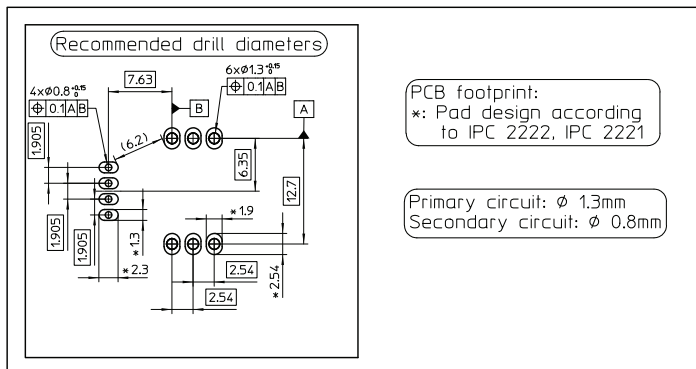 Recommended drill diameters
7.63
6xØ1.3 +0.15 0
4xØ0.8 +0.15 0
⌖ 0.1 A B
⌖ 0.1 A B
B
A
(6.2)
1.905
6.35
12.7
*1.9
1.905
1.905
*1.3
*2.3
2.54
2.54
*2.54
PCB footprint:
*: Pad design according
to IPC 2222, IPC 2221
Primary circuit: Ø 1.3mm
Secondary circuit: Ø 0.8mm